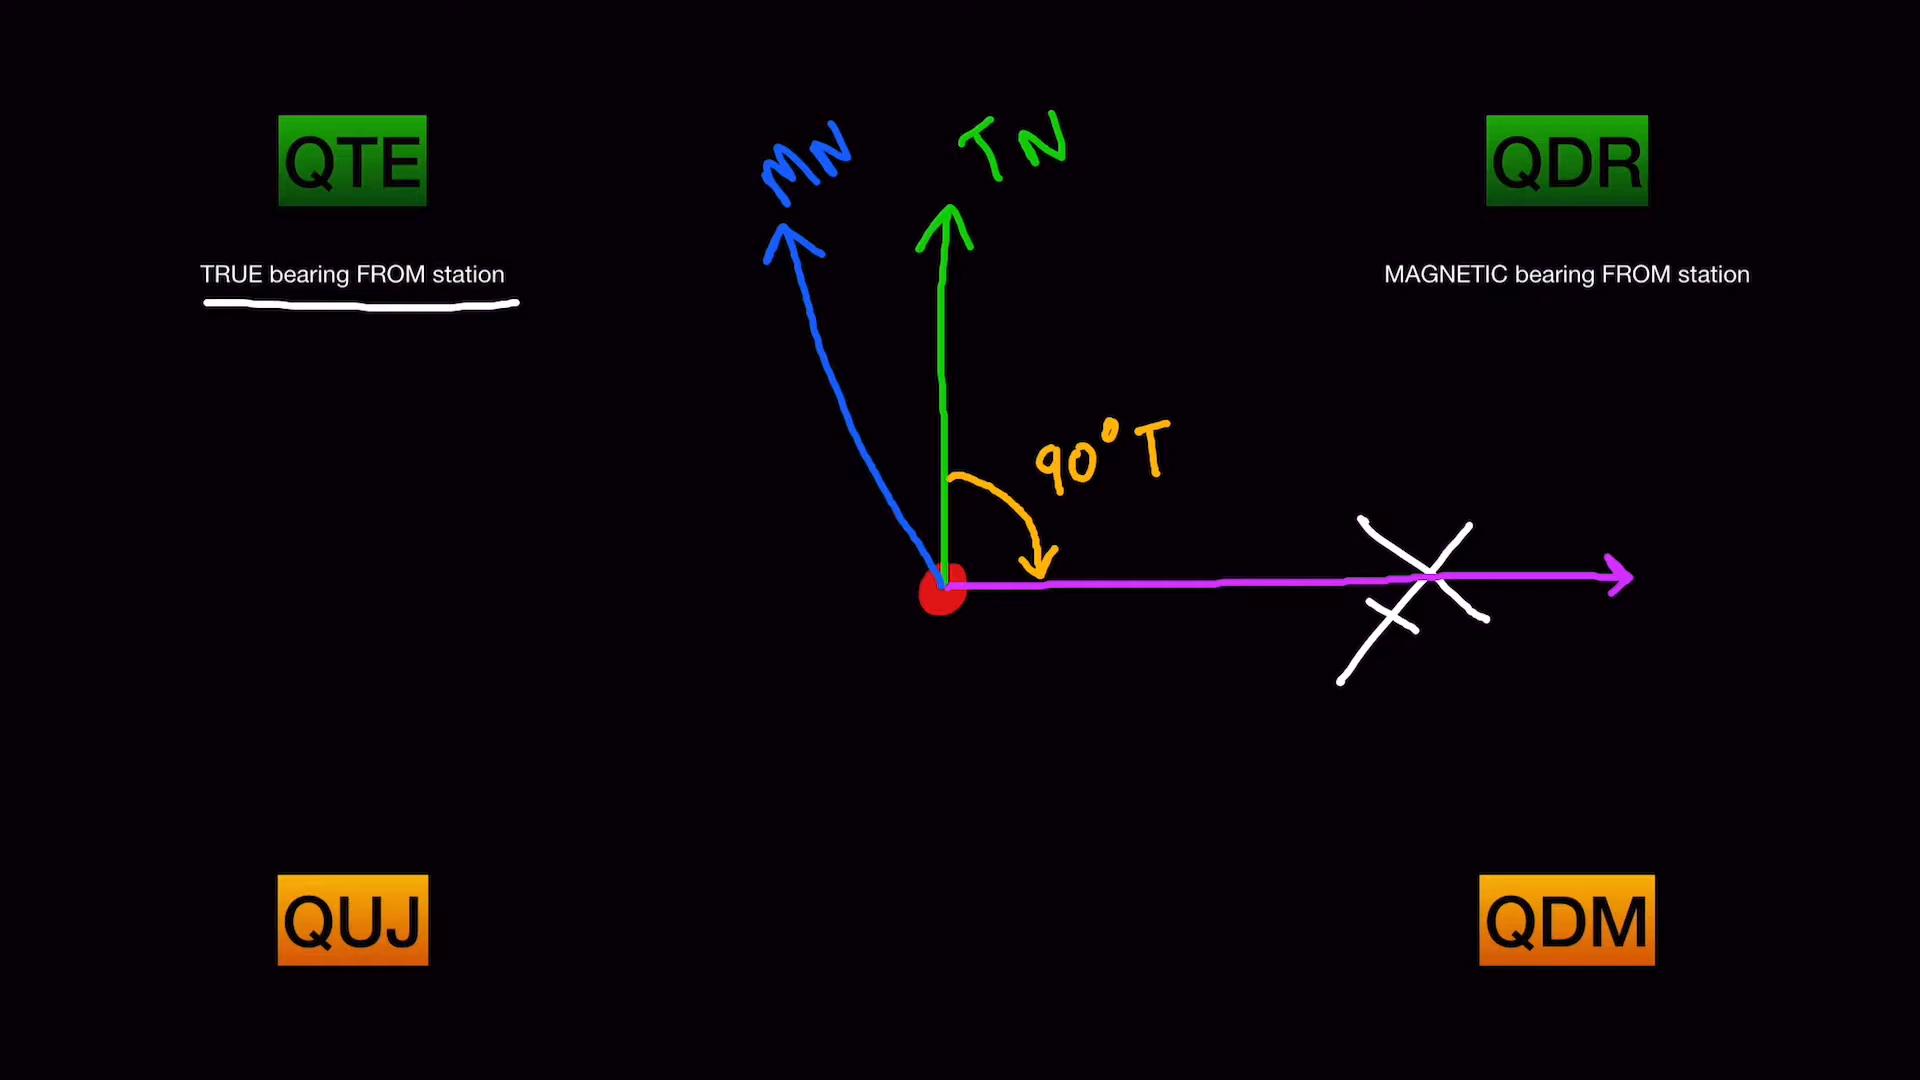 QTE
TRUE bearing FROM station
MN
TN
QDR
MAGNETIC bearing FROM station
90° T
QUJ
QDM